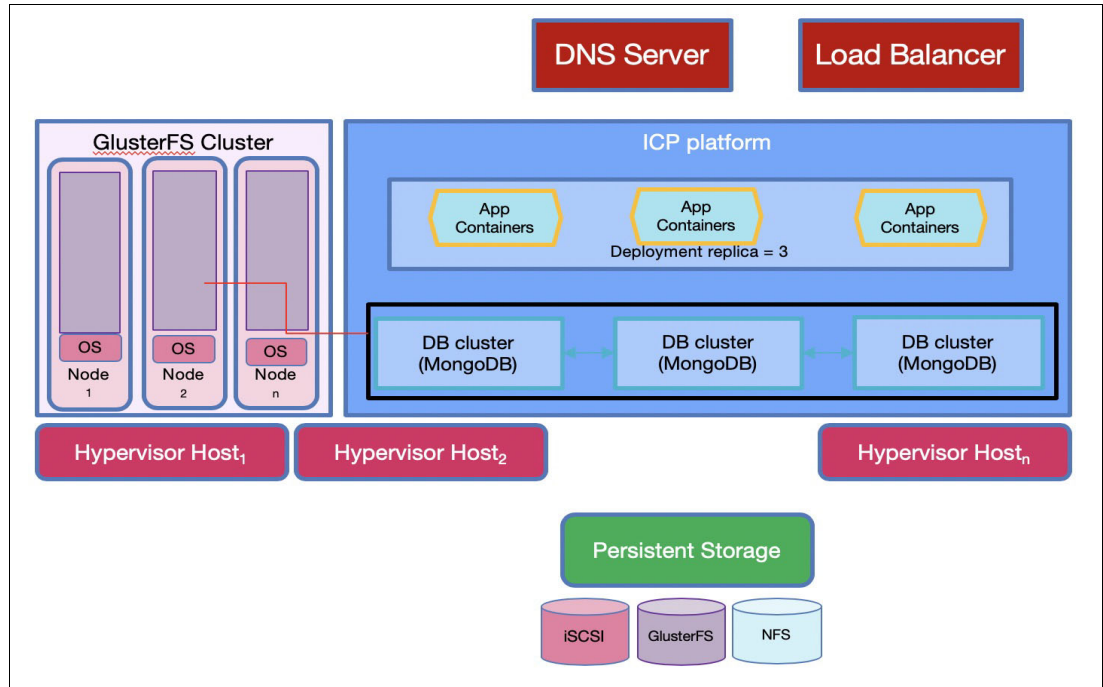 DNS Server
Load Balancer
GlusterFS Cluster
ICP platform
App
Containers
App
Containers
App
Containers
Deployment replica = 3
OS
Node
1
OS
Node
2
OS
Node
n
DB cluster
(MongoDB)
DB cluster
(MongoDB)
DB cluster
(MongoDB)
Hypervisor Host1
Hypervisor Host2
Hypervisor Hostn
Persistent Storage
iSCSI
GlusterFS
NFS